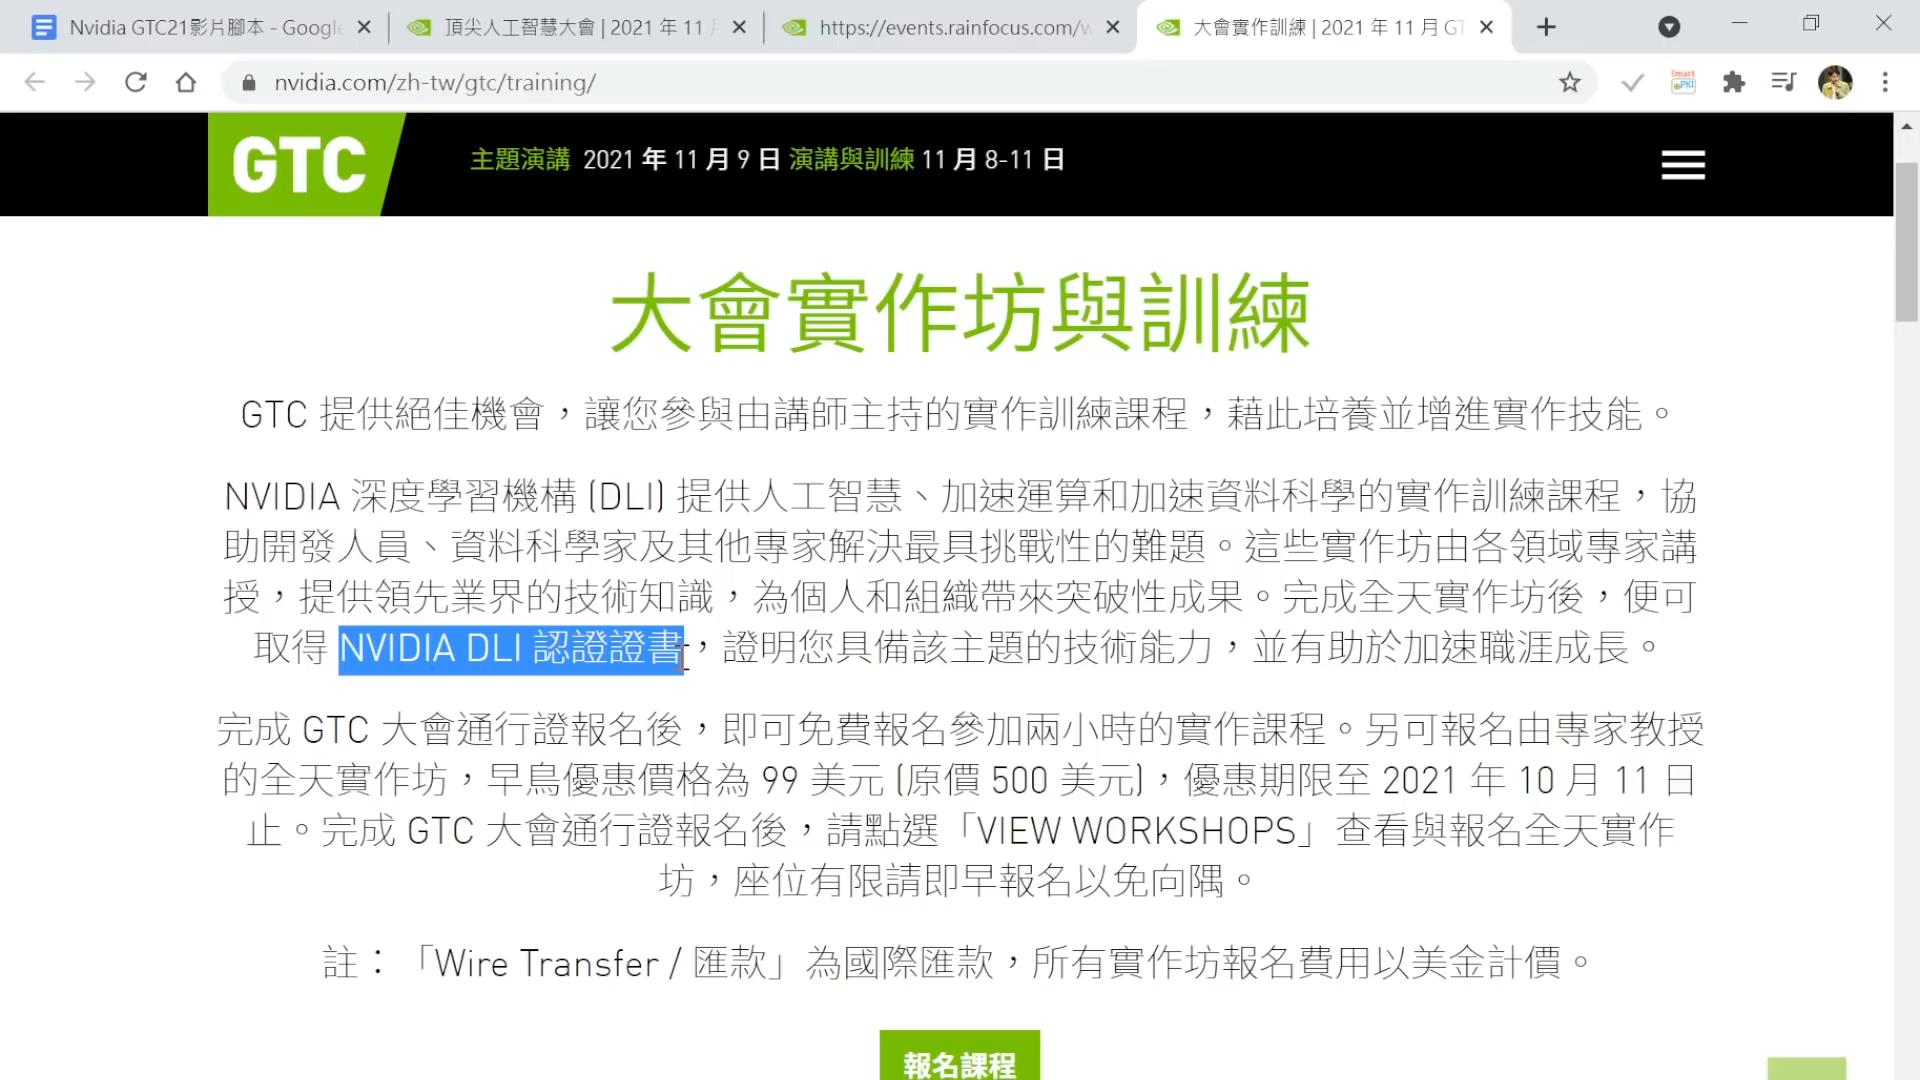 Nvidia GTC21影片腳本 - Google
頂尖人工智慧大會 | 2021 年 11 月
https://events.rainfocus.com/w
大會實作訓練 | 2021 年 11 月 GT
nvidia.com/zh-tw/gtc/training/
Smart
PKI
GTC
主題演講 2021 年 11 月 9 日 演講與訓練 11 月 8-11 日
大會實作坊與訓練
GTC 提供絕佳機會，讓您參與由講師主持的實作訓練課程，藉此培養並增進實作技能。
NVIDIA 深度學習機構 (DLI) 提供人工智慧、加速運算和加速資料科學的實作訓練課程，協
助開發人員、資料科學家及其他專家解決最具挑戰性的難題。這些實作坊由各領域專家講
授，提供領先業界的技術知識，為個人和組織帶來突破性成果。完成全天實作坊後，便可
取得 NVIDIA DLI 認證證書，證明您具備該主題的技術能力，並有助於加速職涯成長。
完成 GTC 大會通行證報名後，即可免費報名參加兩小時的實作課程。另可報名由專家教授
的全天實作坊，早鳥優惠價格為 99 美元 (原價 500 美元)，優惠期限至 2021 年 10 月 11 日
止。完成 GTC 大會通行證報名後，請點選「VIEW WORKSHOPS」查看與報名全天實作
坊，座位有限請即早報名以免向隅。
註：「Wire Transfer / 匯款」為國際匯款，所有實作坊報名費用以美金計價。
報名課程